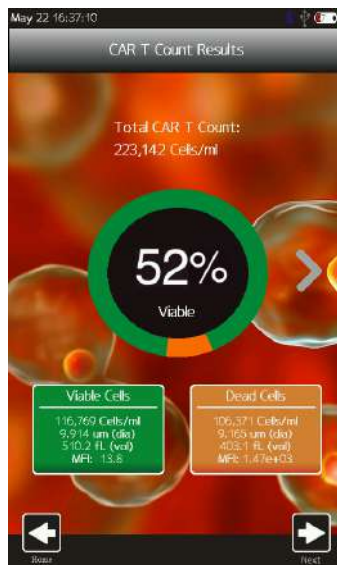 May 22 16:37:10
CAR T Count Results
Total CAR T Count:
223,142 Cells/ml
52%
Viable
Viable Cells
116,769 Cells/ml
9.914 um (dia)
510.2 fL (vol)
MFI: 13.8
Dead Cells
106,371 Cells/ml
9.165 um (dia)
403.1 fL (vol)
MFI: 1.47e+03
Home
Next